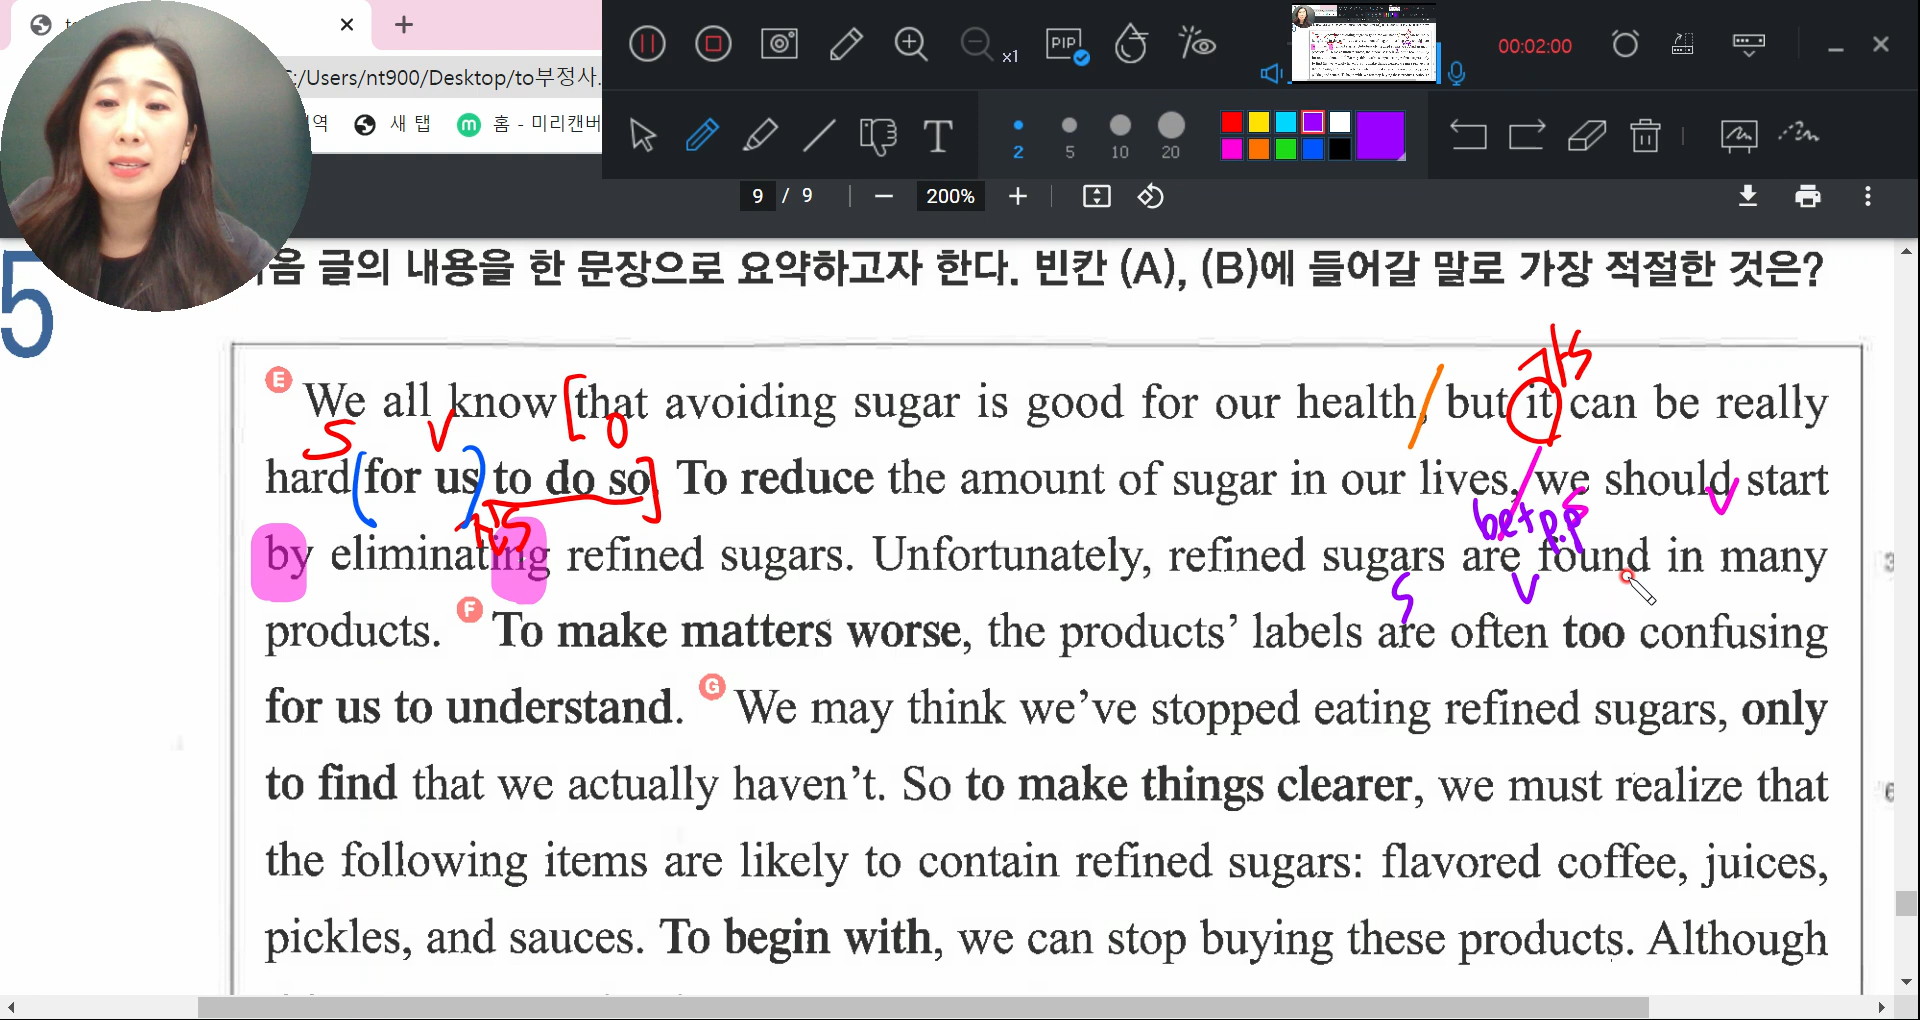 00:02:00
x1
PIP
C:/Users/nt900/Desktop/to부정사.
역 새 탭 홈 - 미리캔버
T 2 5 10 20
9 / 9 200%
5 음 글의 내용을 한 문장으로 요약하고자 한다. 빈칸 (A), (B)에 들어갈 말로 가장 적절한 것은?
가S
E We all know [that avoiding sugar is good for our health, / but it can be really
S V O
hard (for us) to do so] To reduce the amount of sugar in our lives, we should start
be+p.p S V
by eliminating refined sugars. Unfortunately, refined sugars are found in many
S V
products. F To make matters worse, the products' labels are often too confusing
for us to understand. G We may think we've stopped eating refined sugars, only
to find that we actually haven't. So to make things clearer, we must realize that
the following items are likely to contain refined sugars: flavored coffee, juices,
pickles, and sauces. To begin with, we can stop buying these products. Although